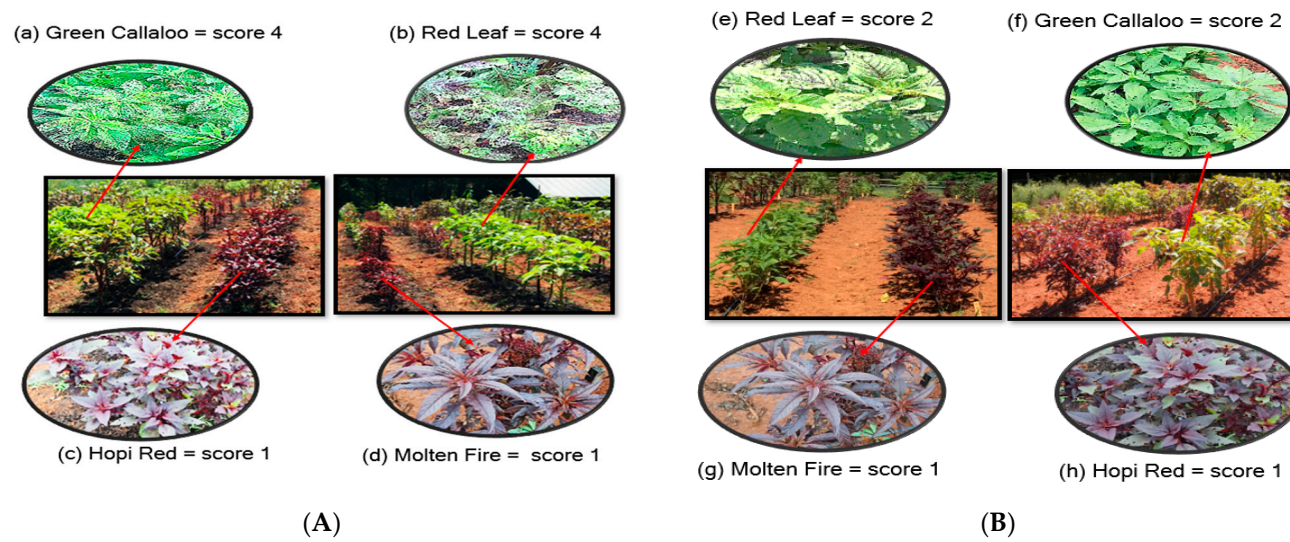 (a) Green Callaloo = score 4
(b) Red Leaf = score 4
(c) Hopi Red = score 1
(d) Molten Fire = score 1
(A)
(e) Red Leaf = score 2
(f) Green Callaloo = score 2
(g) Molten Fire = score 1
(h) Hopi Red = score 1
(B)